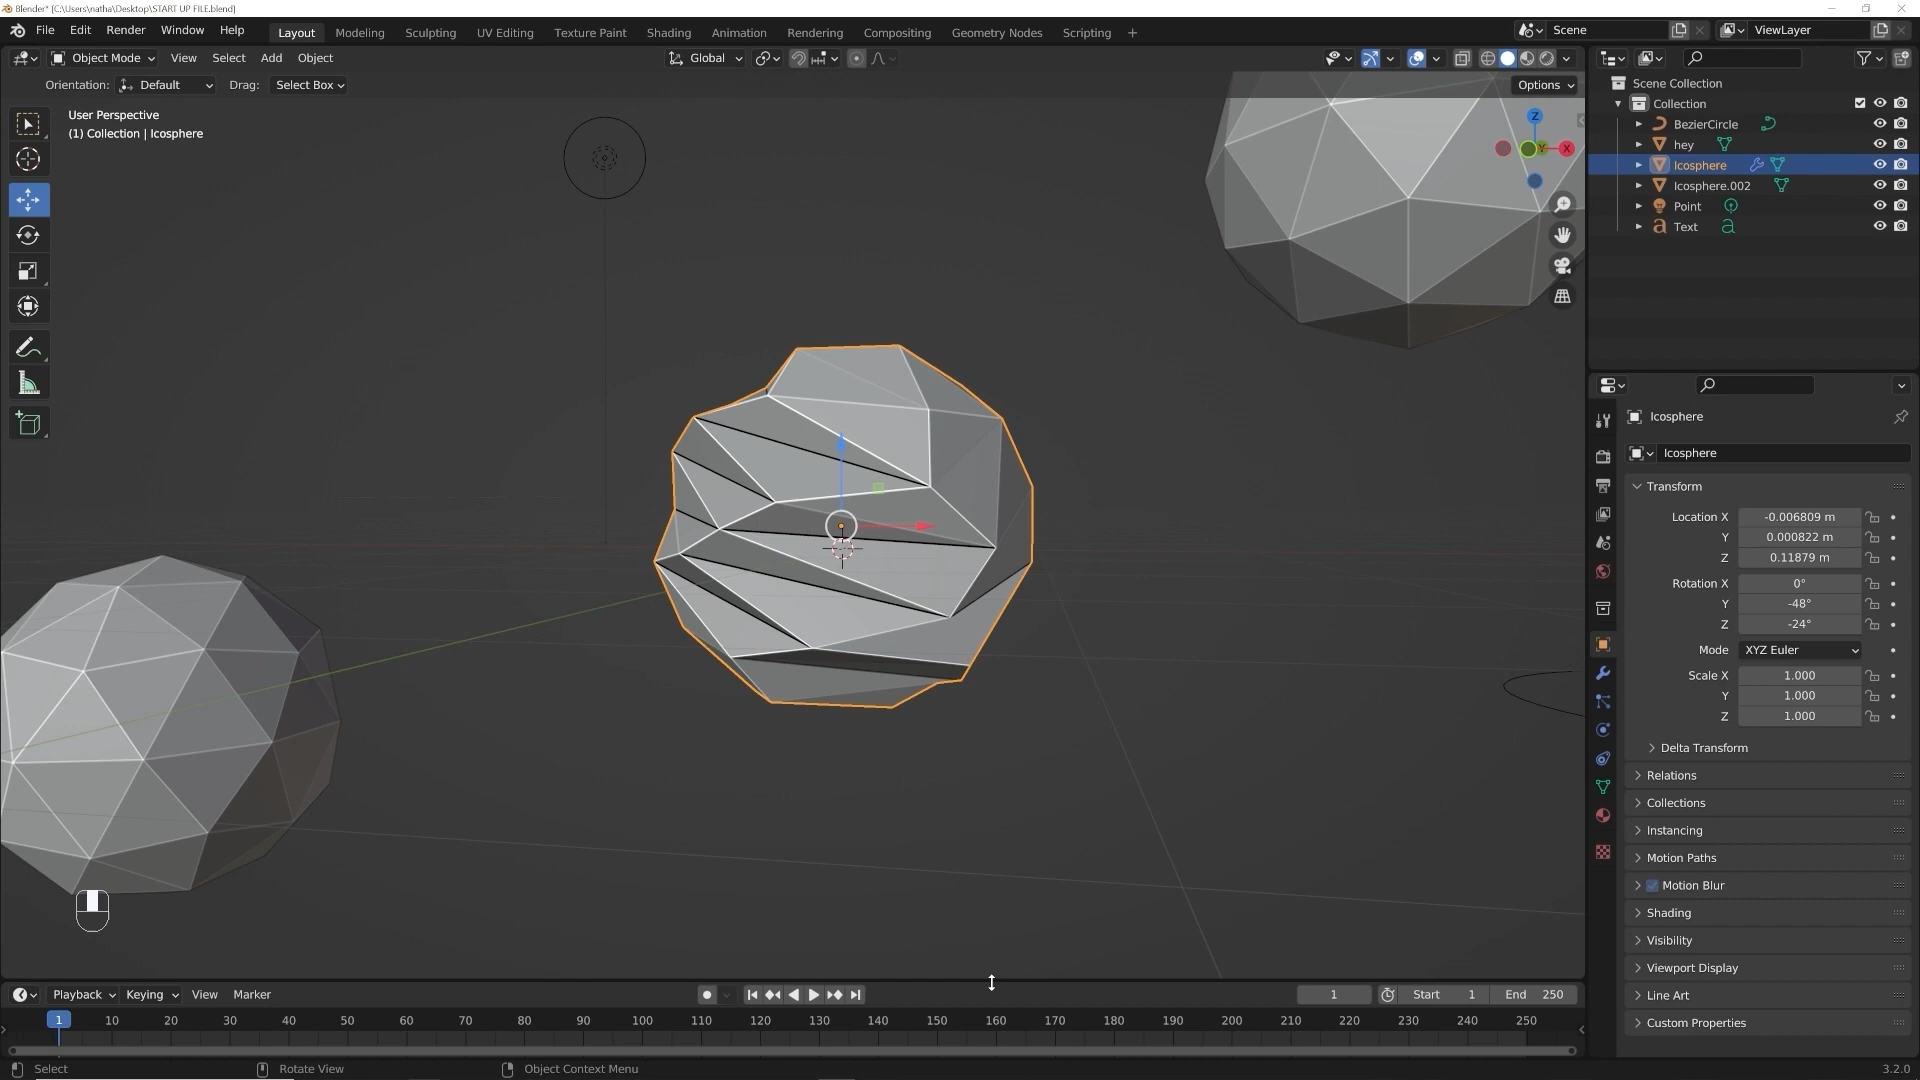 Blender* [C:\Users\natha\Desktop\START UP FILE.blend]
File Edit Render Window Help
Layout Modeling Sculpting UV Editing Texture Paint Shading Animation Rendering Compositing Geometry Nodes Scripting +
Scene
ViewLayer
Object Mode View Select Add Object
Global
Orientation: Default Drag: Select Box
Options
User Perspective
(1) Collection | Icosphere
Z
Y
X
Scene Collection
Collection
BezierCircle
hey
Icosphere
Icosphere.002
Point
Text
Icosphere
Icosphere
Transform
Location X -0.006809 m
Y 0.000822 m
Z 0.11879 m
Rotation X 0°
Y -48°
Z -24°
Mode XYZ Euler
Scale X 1.000
Y 1.000
Z 1.000
Delta Transform
Relations
Collections
Instancing
Motion Paths
Motion Blur
Shading
Visibility
Viewport Display
Line Art
Custom Properties
Playback Keying View Marker
1 Start 1 End 250
1 10 20 30 40 50 60 70 80 90 100 110 120 130 140 150 160 170 180 190 200 210 220 230 240 250
Select Rotate View Object Context Menu
3.2.0